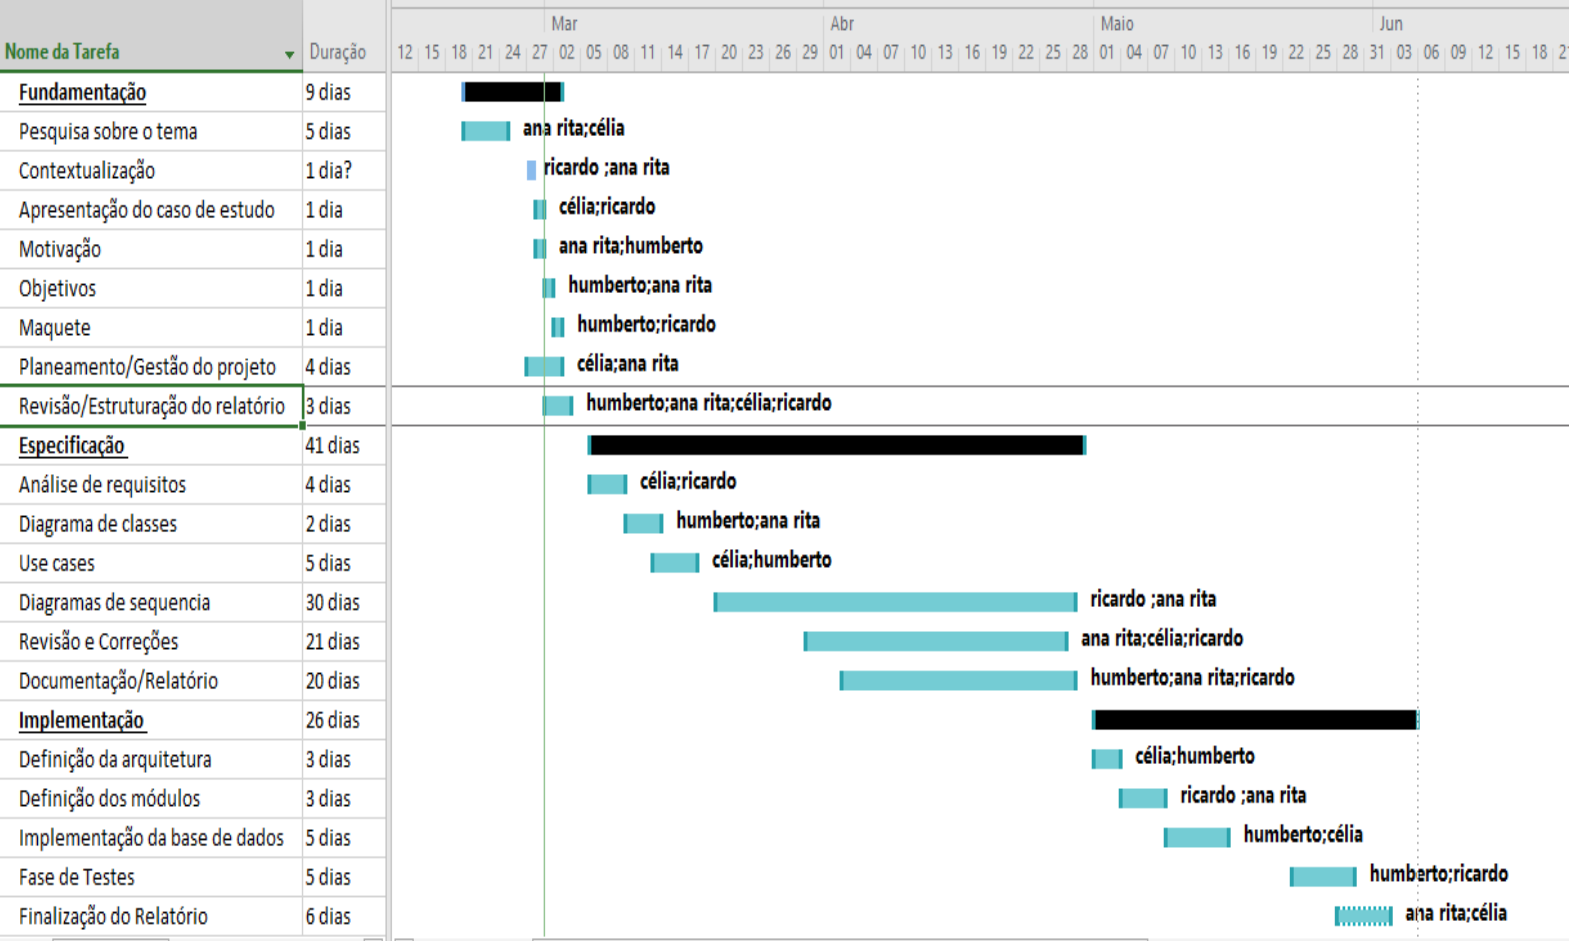 Mar Abr Maio Jun
Nome da Tarefa Duração 12 15 18 21 24 27 02 05 08 11 14 17 20 23 26 29 01 04 07 10 13 16 19 22 25 28 01 04 07 10 13 16 19 22 25 28 31 03 06 09 12 15 18
Fundamentação 9 dias
Pesquisa sobre o tema 5 dias ana rita;célia
Contextualização 1 dia? ricardo ;ana rita
Apresentação do caso de estudo 1 dia célia;ricardo
Motivação 1 dia ana rita;humberto
Objetivos 1 dia humberto;ana rita
Maquete 1 dia humberto;ricardo
Planeamento/Gestão do projeto 4 dias célia;ana rita
Revisão/Estruturação do relatório 3 dias humberto;ana rita;célia;ricardo
Especificação 41 dias
Análise de requisitos 4 dias célia;ricardo
Diagrama de classes 2 dias humberto;ana rita
Use cases 5 dias célia;humberto
Diagramas de sequencia 30 dias ricardo ;ana rita
Revisão e Correções 21 dias ana rita;célia;ricardo
Documentação/Relatório 20 dias humberto;ana rita;ricardo
Implementação 26 dias
Definição da arquitetura 3 dias célia;humberto
Definição dos módulos 3 dias ricardo ;ana rita
Implementação da base de dados 5 dias humberto;célia
Fase de Testes 5 dias humberto;ricardo
Finalização do Relatório 6 dias ana rita;célia